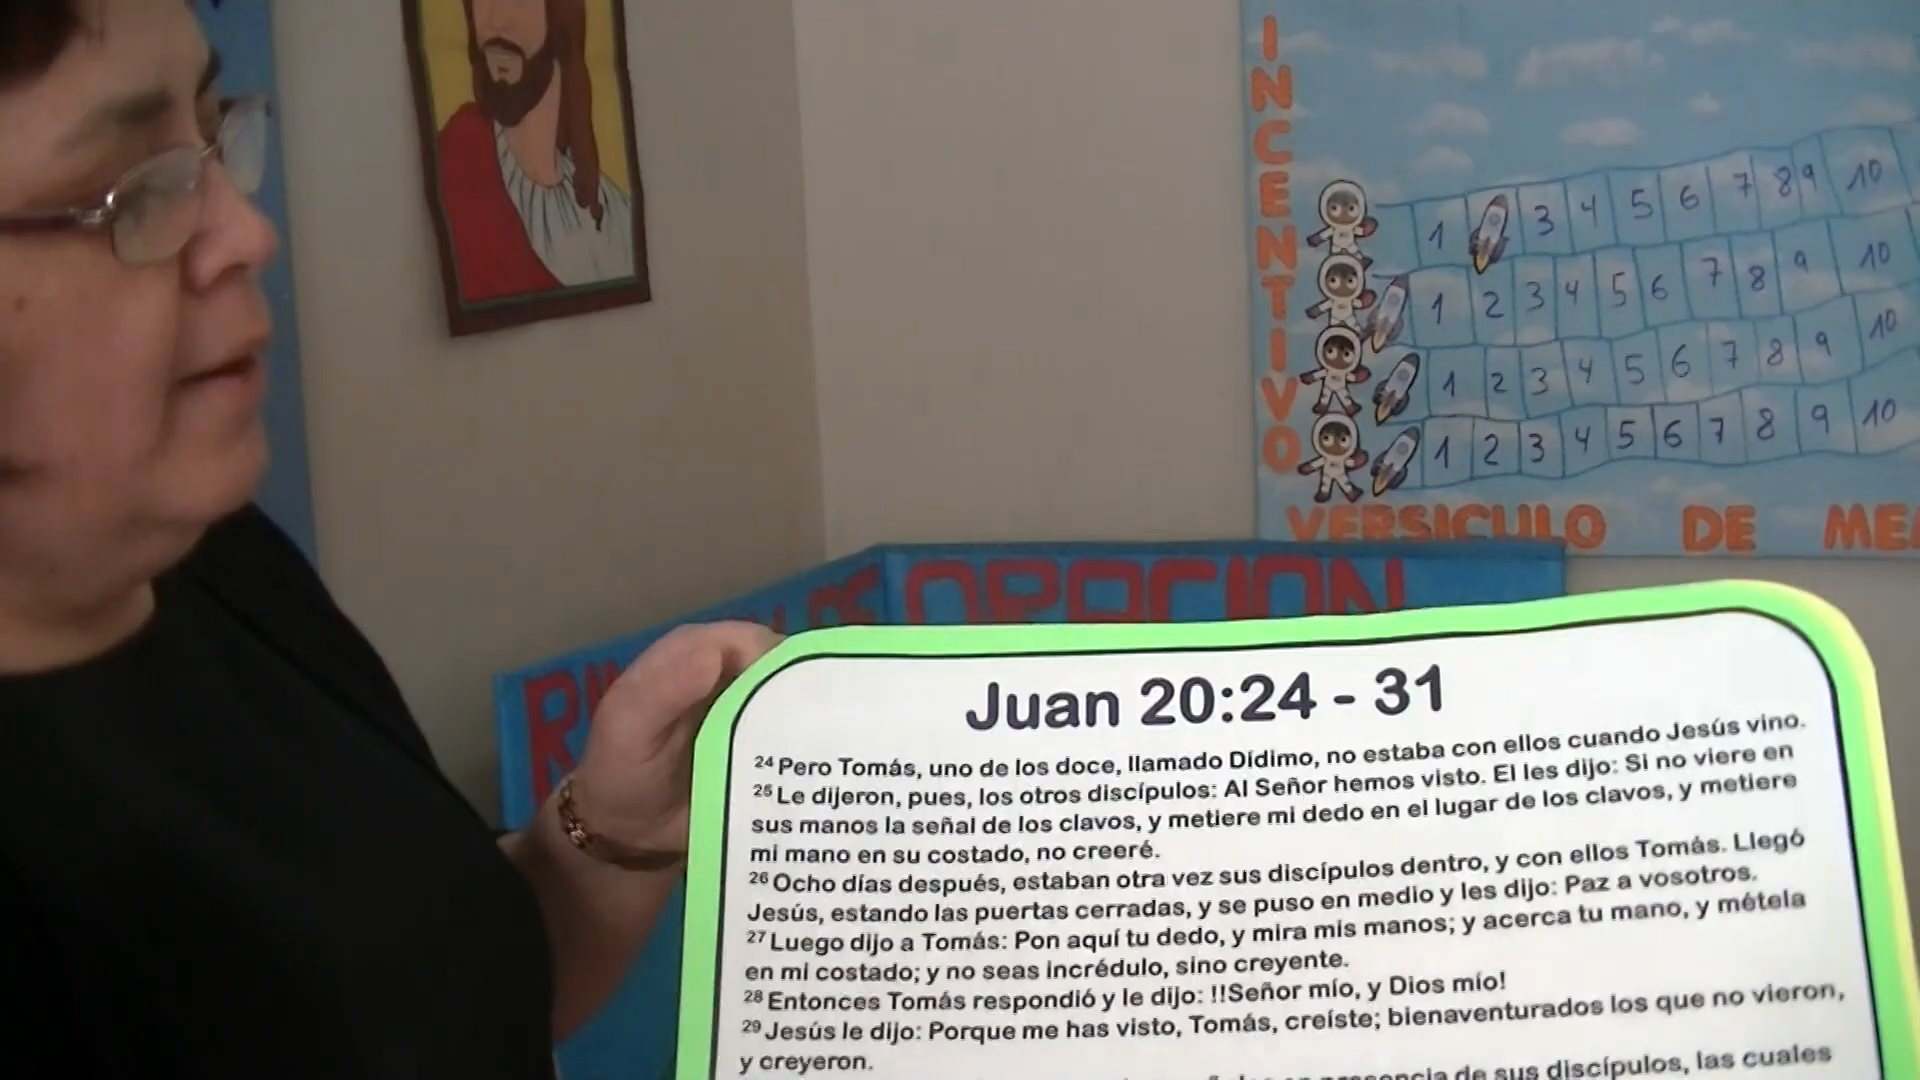 INCENTIVO
1 3 4 5 6 7 8 9 10
1 2 3 4 5 6 7 8 9 10
1 2 3 4 5 6 7 8 9 10
1 2 3 4 5 6 7 8 9 10
VERSICULO DE
ORACION
Juan 20:24 - 31
24 Pero Tomás, uno de los doce, llamado Dídimo, no estaba con ellos cuando Jesús vino.
25 Le dijeron, pues, los otros discípulos: Al Señor hemos visto. El les dijo: Si no viere en
sus manos la señal de los clavos, y metiere mi dedo en el lugar de los clavos, y metiere
mi mano en su costado, no creeré.
26 Ocho días después, estaban otra vez sus discípulos dentro, y con ellos Tomás. Llegó
Jesús, estando las puertas cerradas, y se puso en medio y les dijo: Paz a vosotros.
27 Luego dijo a Tomás: Pon aquí tu dedo, y mira mis manos; y acerca tu mano, y métela
en mi costado; y no seas incrédulo, sino creyente.
28 Entonces Tomás respondió y le dijo: !!Señor mío, y Dios mío!
29 Jesús le dijo: Porque me has visto, Tomás, creíste; bienaventurados los que no vieron,
y creyeron.
presencia de sus discípulos, las cuales